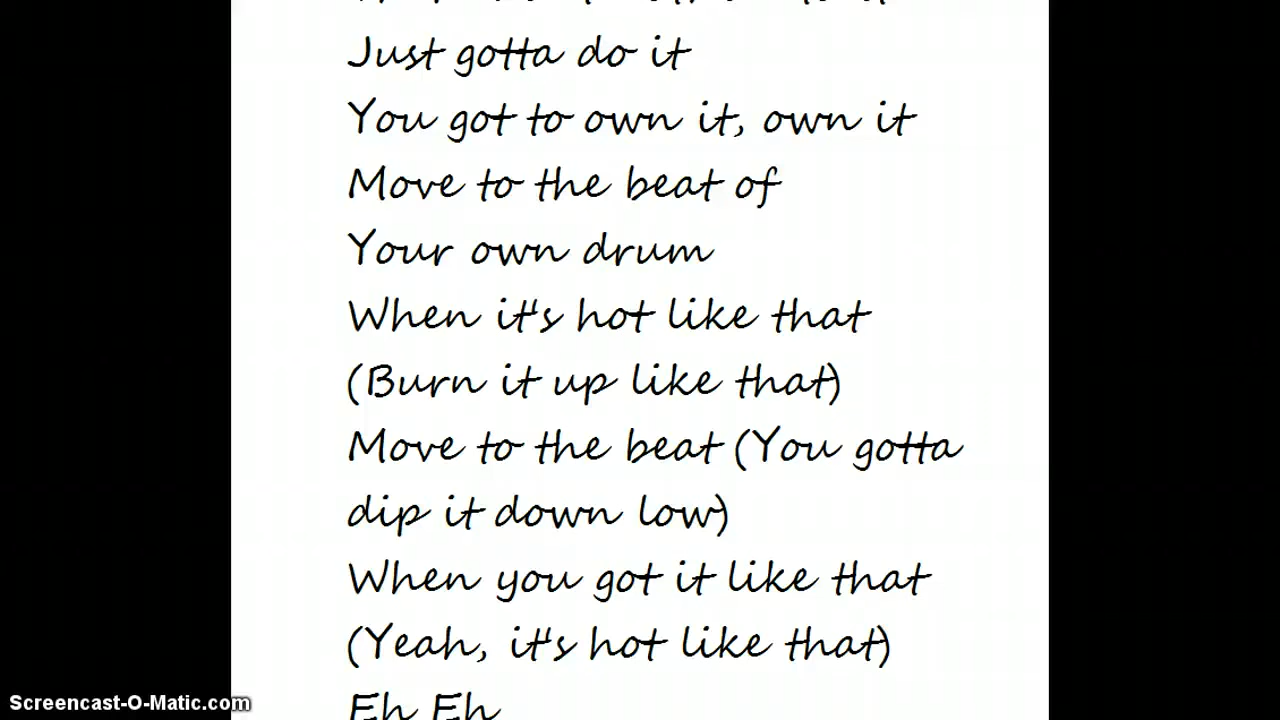 Just gotta do it
You got to own it, own it
Move to the beat of
Your own drum
When it's hot like that
(Burn it up like that)
Move to the beat (You gotta
dip it down low)
When you got it like that
(Yeah, it's hot like that)
Eh Eh
Screencast-O-Matic.com